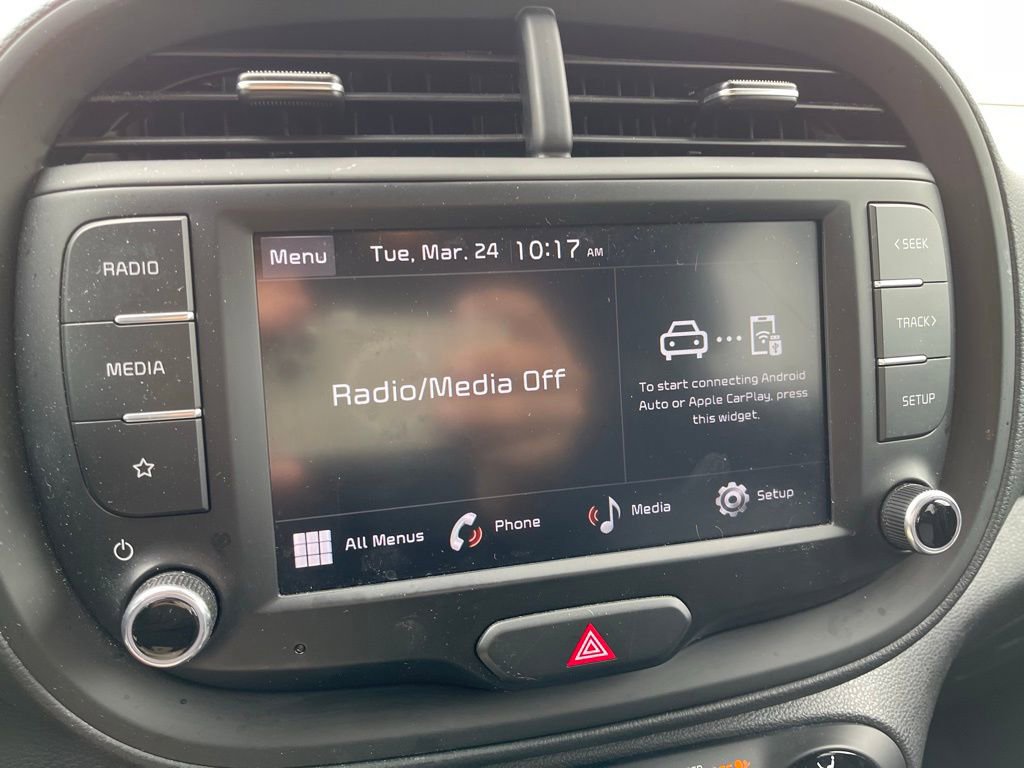 RADIO
MEDIA
Menu
Tue, Mar. 24 10:17 AM
Radio/Media Off
To start connecting Android
Auto or Apple CarPlay, press
this widget.
All Menus
Phone
Media
Setup
<SEEK
TRACK>
SETUP